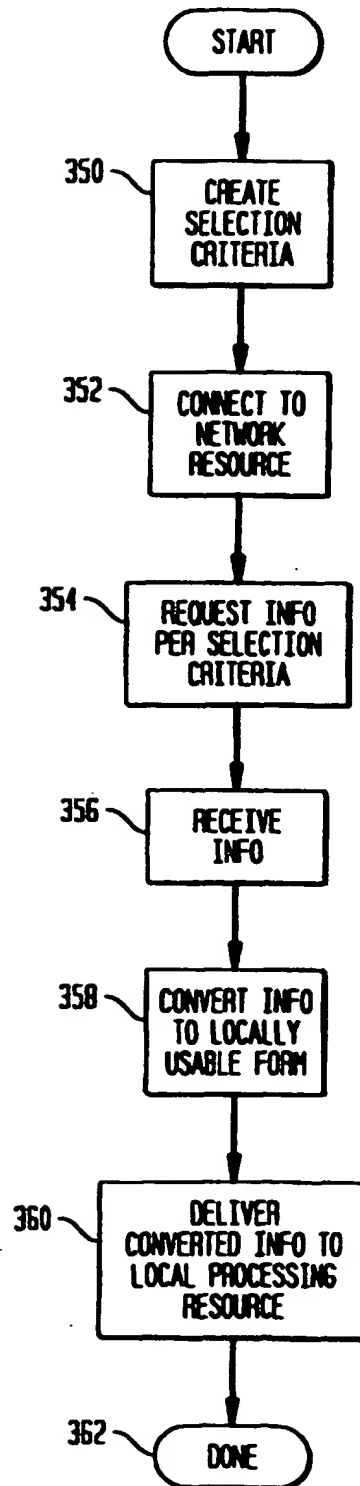 START
350
CREATE
SELECTION
CRITERIA
352
CONNECT TO
NETWORK
RESOURCE
354
REQUEST INFO
PER SELECTION
CRITERIA
356
RECEIVE
INFO
358
CONVERT INFO
TO LOCALLY
USABLE FORM
360
DELIVER
CONVERTED INFO TO
LOCAL PROCESSING
RESOURCE
362
DONE